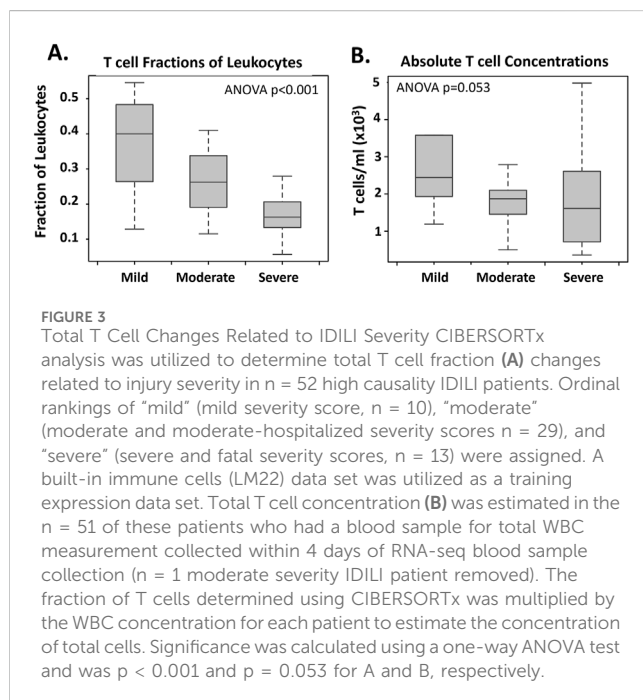 A.
T cell Fractions of Leukocytes
ANOVA p<0.001
Fraction of Leukocytes
0.5
0.4
0.3
0.2
0.1
Mild Moderate Severe
B.
Absolute T cell Concentrations
ANOVA p=0.053
T cells/ml (x10³)
5
4
3
2
1
Mild Moderate Severe
FIGURE 3
Total T Cell Changes Related to IDILI Severity CIBERSORTx
analysis was utilized to determine total T cell fraction (A) changes
related to injury severity in n = 52 high causality IDILI patients. Ordinal
rankings of “mild” (mild severity score, n = 10), “moderate”
(moderate and moderate-hospitalized severity scores n = 29), and
“severe” (severe and fatal severity scores, n = 13) were assigned. A
built-in immune cells (LM22) data set was utilized as a training
expression data set. Total T cell concentration (B) was estimated in the
n = 51 of these patients who had a blood sample for total WBC
measurement collected within 4 days of RNA-seq blood sample
collection (n = 1 moderate severity IDILI patient removed). The
fraction of T cells determined using CIBERSORTx was multiplied by
the WBC concentration for each patient to estimate the concentration
of total cells. Significance was calculated using a one-way ANOVA test
and was p < 0.001 and p = 0.053 for A and B, respectively.